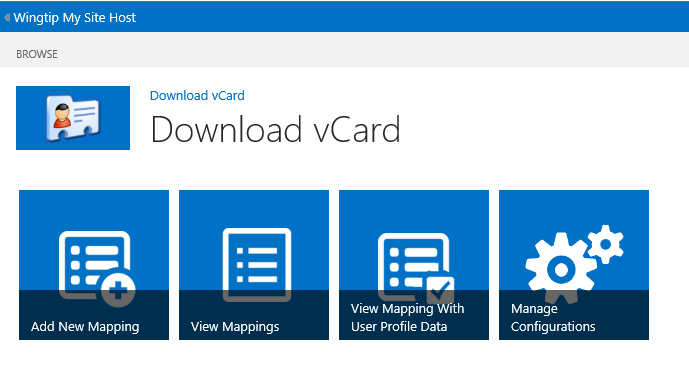 Wingtip My Site Host
BROWSE
Download vCard
Download vCard
Add New Mapping
View Mappings
View Mapping With
User Profile Data
Manage
Configurations